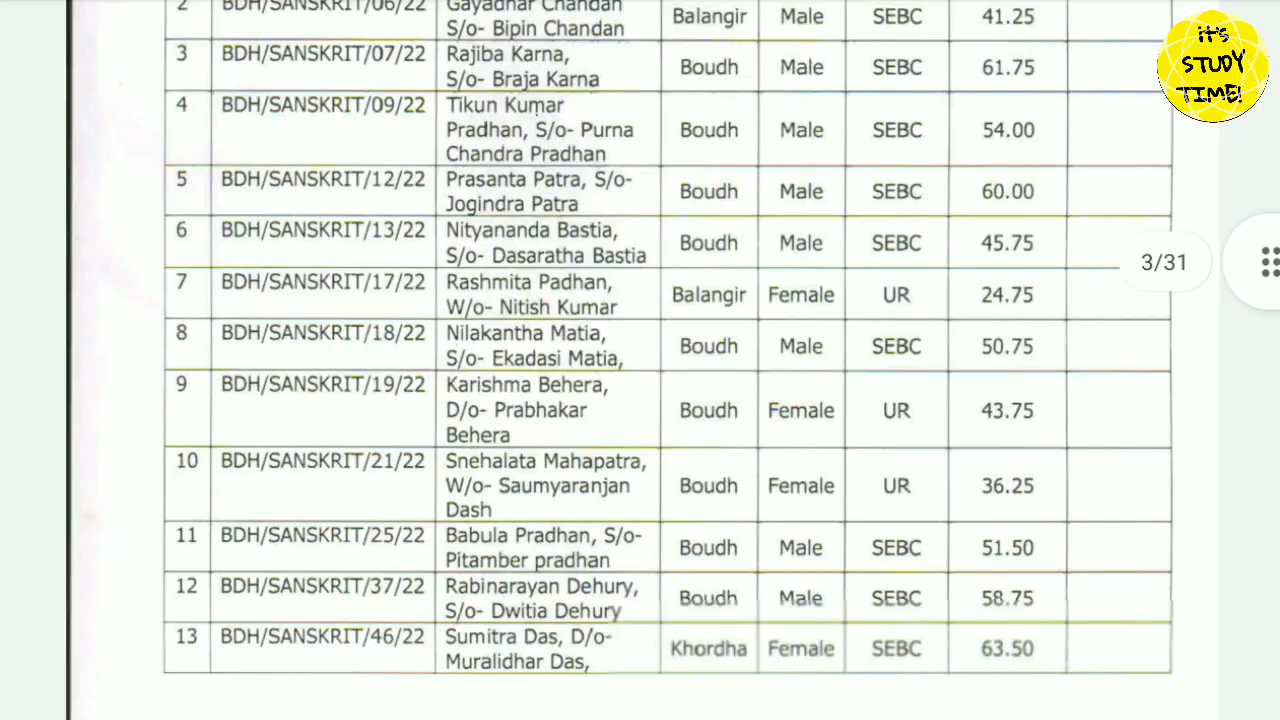 2 BDH/SANSKRIT/06/22 Gayadhar Chandan Balangir Male SEBC 41.25
S/o- Bipin Chandan
3 BDH/SANSKRIT/07/22 Rajiba Karna, Boudh Male SEBC 61.75
S/o- Braja Karna
4 BDH/SANSKRIT/09/22 Tikun Kumar Boudh Male SEBC 54.00
Pradhan, S/o- Purna
Chandra Pradhan
5 BDH/SANSKRIT/12/22 Prasanta Patra, S/o- Boudh Male SEBC 60.00
Jogindra Patra
6 BDH/SANSKRIT/13/22 Nityananda Bastia, Boudh Male SEBC 45.75
S/o- Dasaratha Bastia
7 BDH/SANSKRIT/17/22 Rashmita Padhan, Balangir Female UR 24.75
W/o- Nitish Kumar
8 BDH/SANSKRIT/18/22 Nilakantha Matia, Boudh Male SEBC 50.75
S/o- Ekadasi Matia,
9 BDH/SANSKRIT/19/22 Karishma Behera, Boudh Female UR 43.75
D/o- Prabhakar
Behera
10 BDH/SANSKRIT/21/22 Snehalata Mahapatra, Boudh Female UR 36.25
W/o- Saumyaranjan
Dash
11 BDH/SANSKRIT/25/22 Babula Pradhan, S/o- Boudh Male SEBC 51.50
Pitamber pradhan
12 BDH/SANSKRIT/37/22 Rabinarayan Dehury, Boudh Male SEBC 58.75
S/o- Dwitia Dehury
13 BDH/SANSKRIT/46/22 Sumitra Das, D/o- Khordha Female SEBC 63.50
Muralidhar Das,
3/31
It's
STUDY
TIME!